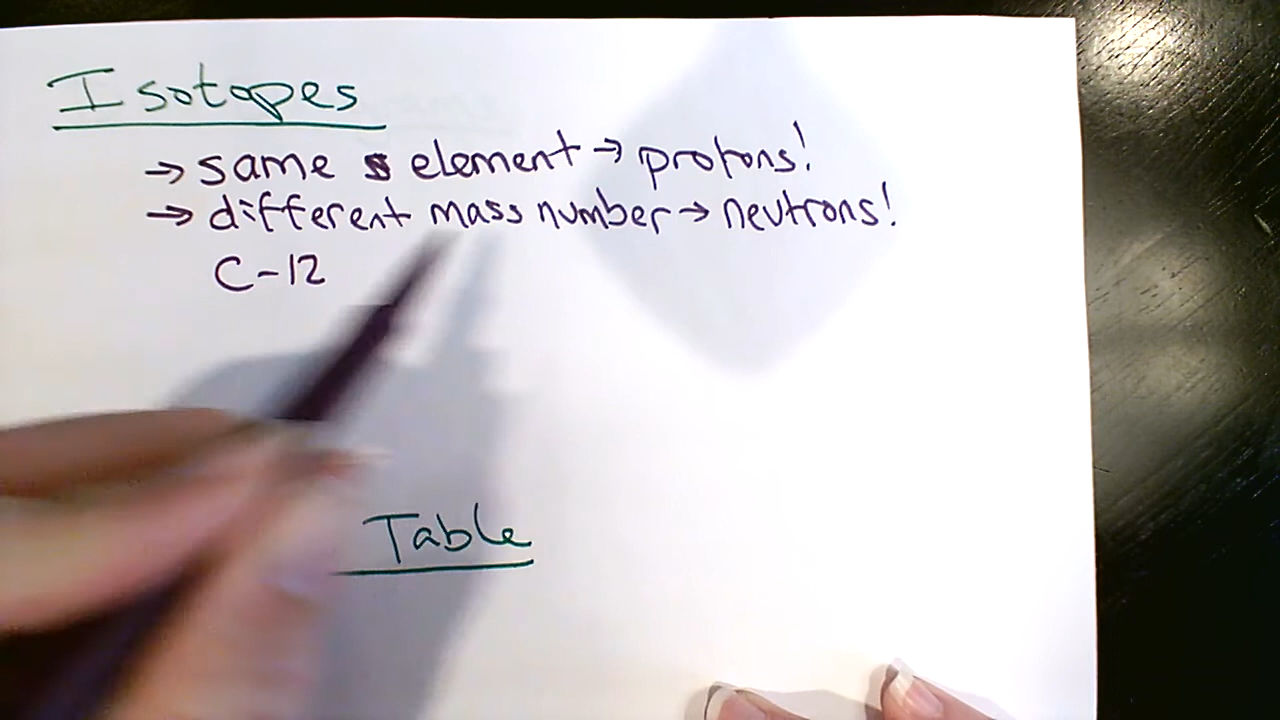 Isotopes
→ same element → protons!
→ different mass number → neutrons!
C-12
Table